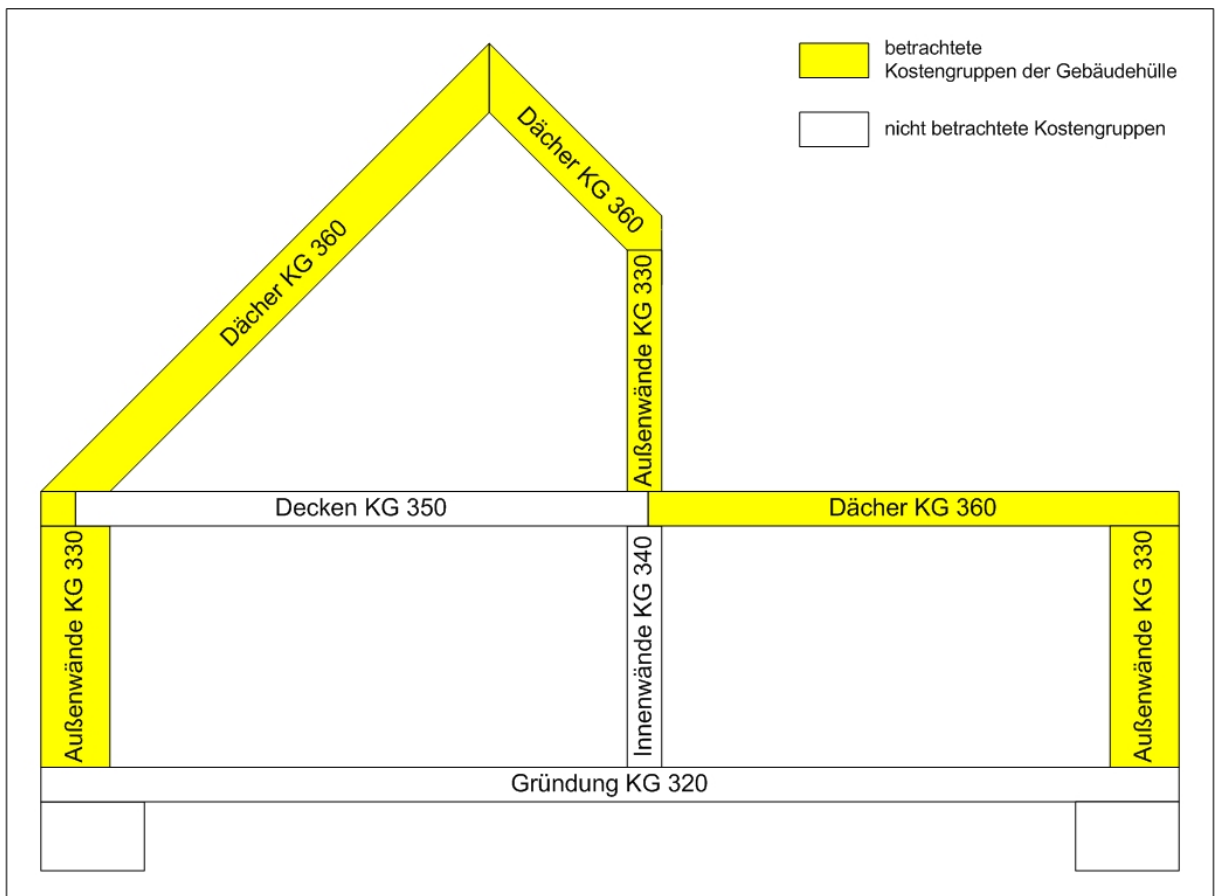 betrachtete
Kostengruppen der Gebäudehülle
nicht betrachtete Kostengruppen
Dächer KG 360
Dächer KG 360
Außenwände KG 330
Decken KG 350
Dächer KG 360
Außenwände KG 330
Innenwände KG 340
Außenwände KG 330
Gründung KG 320